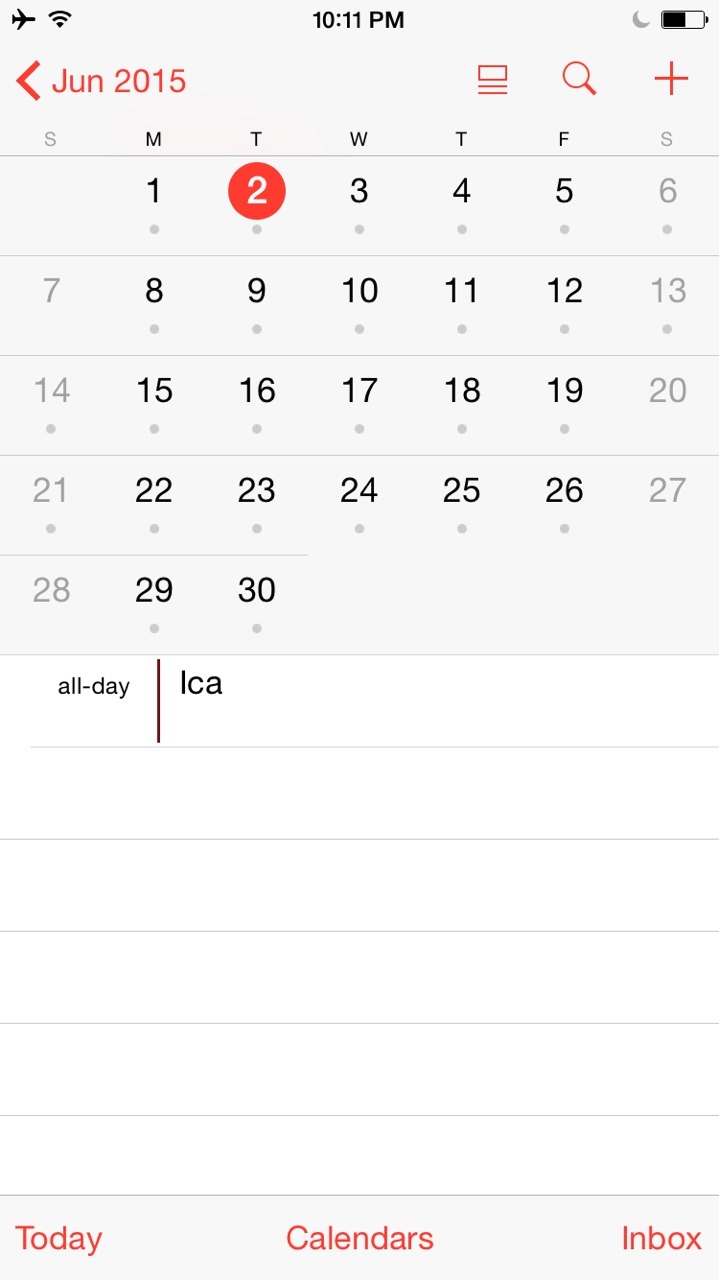 10:11 PM
Jun 2015
S M T W T F S
1 2 3 4 5 6
7 8 9 10 11 12 13
14 15 16 17 18 19 20
21 22 23 24 25 26 27
28 29 30
all-day Ica
Today Calendars Inbox